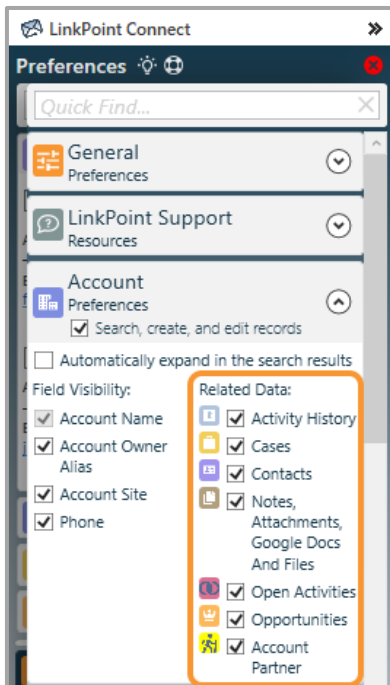 LinkPoint Connect
Preferences
Quick Find...
General
Preferences
LinkPoint Support
Resources
Account
Preferences
Search, create, and edit records
Automatically expand in the search results
Field Visibility:
Account Name
Account Owner
Alias
Account Site
Phone
Related Data:
Activity History
Cases
Contacts
Notes,
Attachments,
Google Docs
And Files
Open Activities
Opportunities
Account
Partner